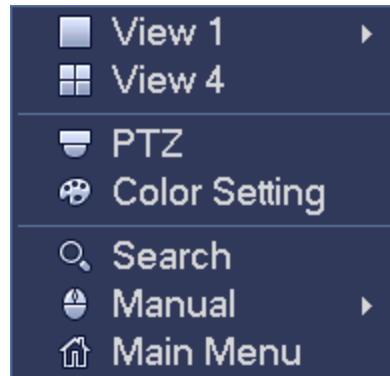 View 1
View 4
PTZ
Color Setting
Search
Manual
Main Menu